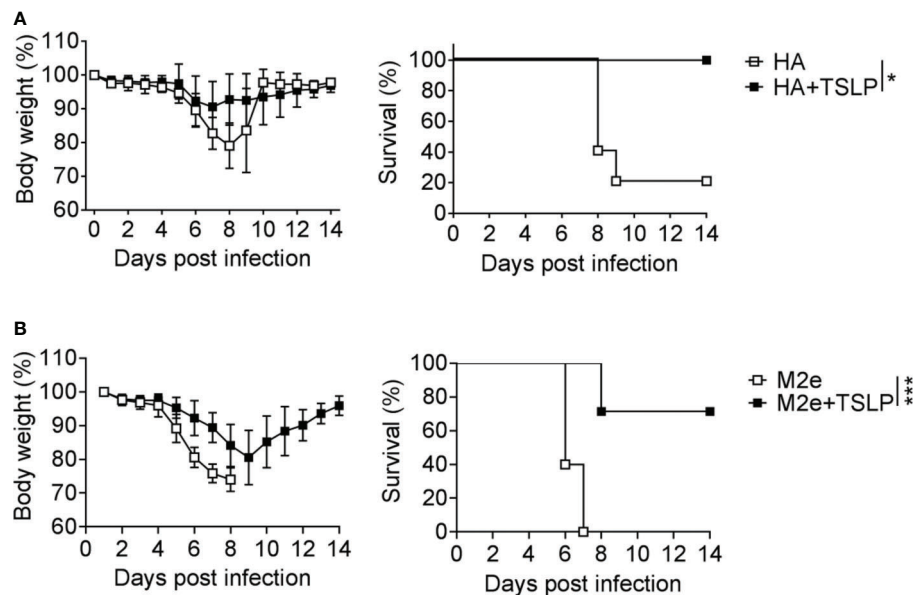 A
Body weight (%)
110
100
90
80
70
60
0 2 4 6 8 10 12 14
Days post infection
Survival (%)
100
80
60
40
20
0
0 2 4 6 8 10 12 14
Days post infection
HA
HA+TSLP
*
B
Body weight (%)
110
100
90
80
70
60
0 2 4 6 8 10 12 14
Days post infection
Survival (%)
100
80
60
40
20
0
0 2 4 6 8 10 12 14
Days post infection
M2e
M2e+TSLP
***